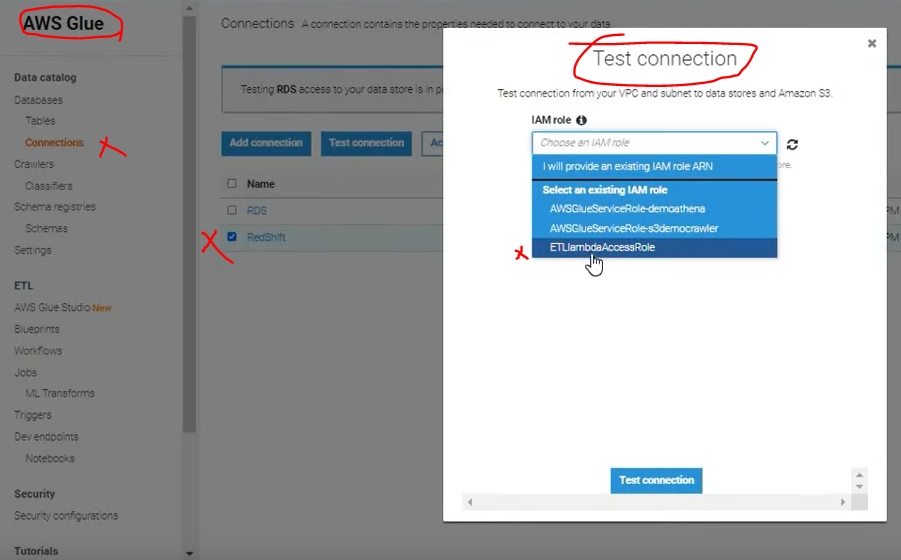 AWS Glue
Data catalog
Databases
Tables
Connections
Crawlers
Classifiers
Schema registries
Schemas
Settings
ETL
AWS Glue Studio New
Blueprints
Workflows
Jobs
ML Transforms
Triggers
Dev endpoints
Notebooks
Security
Security configurations
Tutorials
Connections A connection contains the properties needed to connect to your data.
Testing RDS access to your data store is in
Add connection Test connection Ac
Name
RDS PM
RedShift PM
Test connection
Test connection from your VPC and subnet to data stores and Amazon S3.
IAM role
Choose an IAM role
I will provide an existing IAM role ARN
Select an existing IAM role
AWSGlueServiceRole-demoathena
AWSGlueServiceRole-s3democrawler
ETLlambdaAccessRole
Test connection